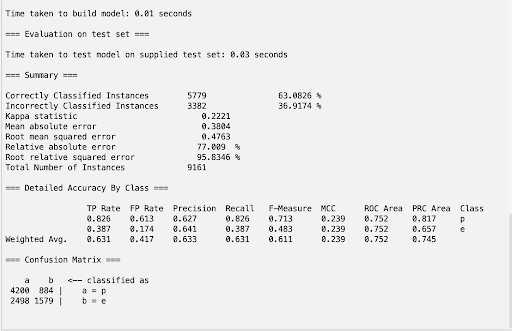 Time taken to build model: 0.01 seconds
=== Evaluation on test set ===
Time taken to test model on supplied test set: 0.03 seconds
=== Summary ===
Correctly Classified Instances 5779 63.0826 %
Incorrectly Classified Instances 3382 36.9174 %
Kappa statistic 0.2221
Mean absolute error 0.3804
Root mean squared error 0.4763
Relative absolute error 77.009 %
Root relative squared error 95.8346 %
Total Number of Instances 9161
=== Detailed Accuracy By Class ===
TP Rate FP Rate Precision Recall F-Measure MCC ROC Area PRC Area Class
0.826 0.613 0.627 0.826 0.713 0.239 0.752 0.817 p
0.387 0.174 0.641 0.387 0.483 0.239 0.752 0.657 e
Weighted Avg. 0.631 0.417 0.633 0.631 0.611 0.239 0.752 0.745
=== Confusion Matrix ===
a b <-- classified as
4200 884 | a = p
2498 1579 | b = e